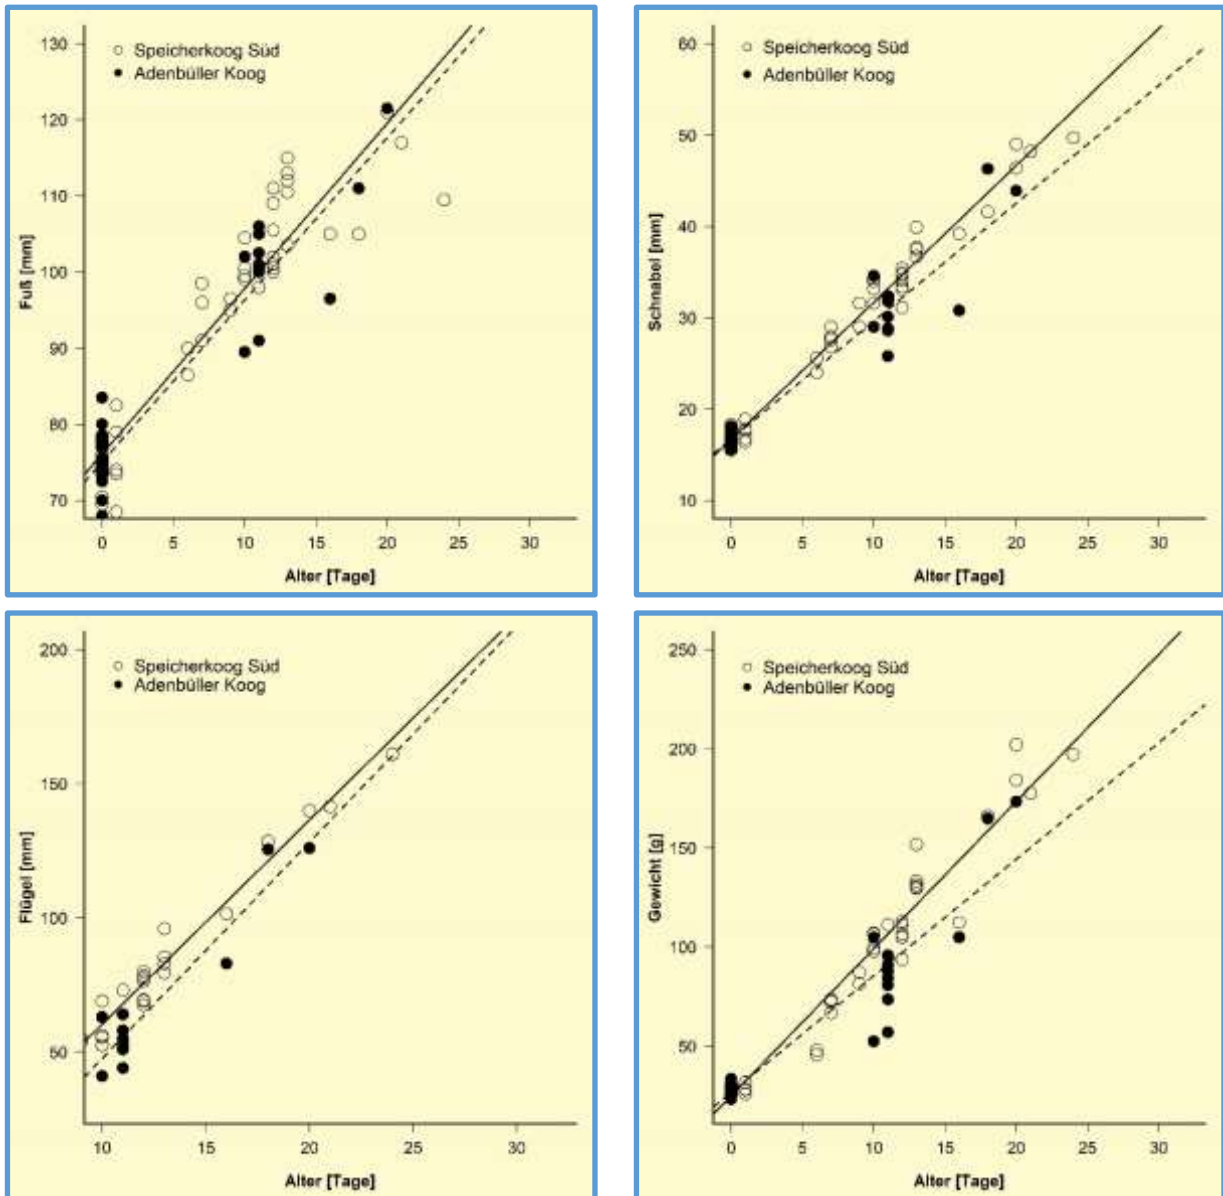 130
120
110
100
90
80
70
Fuß [mm]
○ Speicherkoog Süd
● Adenbüller Koog
0 5 10 15 20 25 30
Alter [Tage]
60
50
40
30
20
10
Schnabel [mm]
○ Speicherkoog Süd
● Adenbüller Koog
0 5 10 15 20 25 30
Alter [Tage]
200
150
100
50
Flügel [mm]
○ Speicherkoog Süd
● Adenbüller Koog
10 15 20 25 30
Alter [Tage]
250
200
150
100
50
Gewicht [g]
○ Speicherkoog Süd
● Adenbüller Koog
0 5 10 15 20 25 30
Alter [Tage]